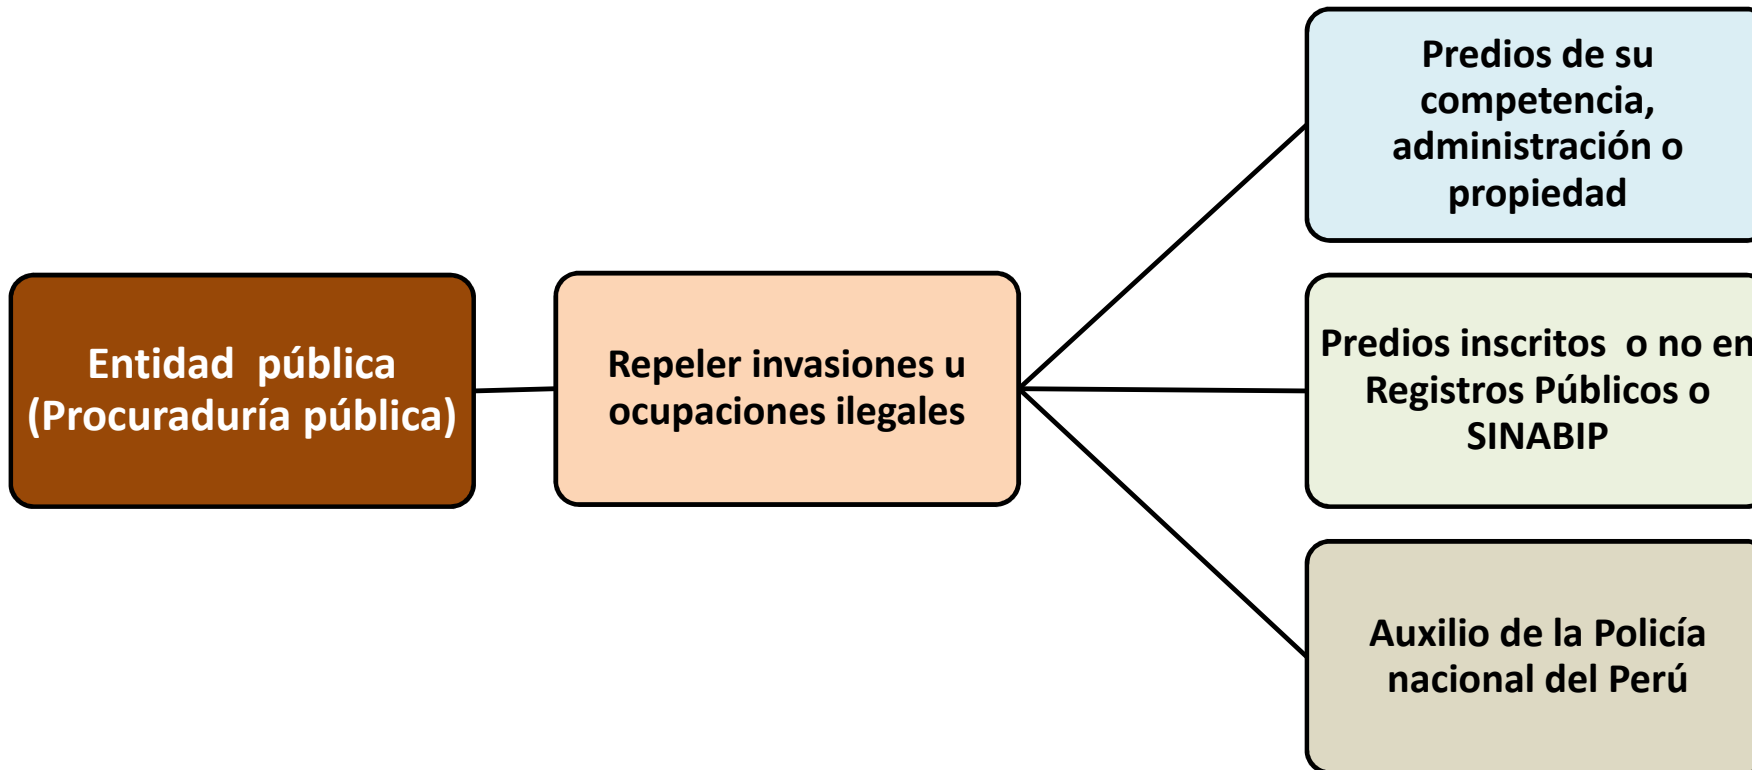 Entidad pública
(Procuraduría pública)
Repeler invasiones u
ocupaciones ilegales
Predios de su
competencia,
administración o
propiedad
Predios inscritos o no en
Registros Públicos o
SINABIP
Auxilio de la Policía
nacional del Perú